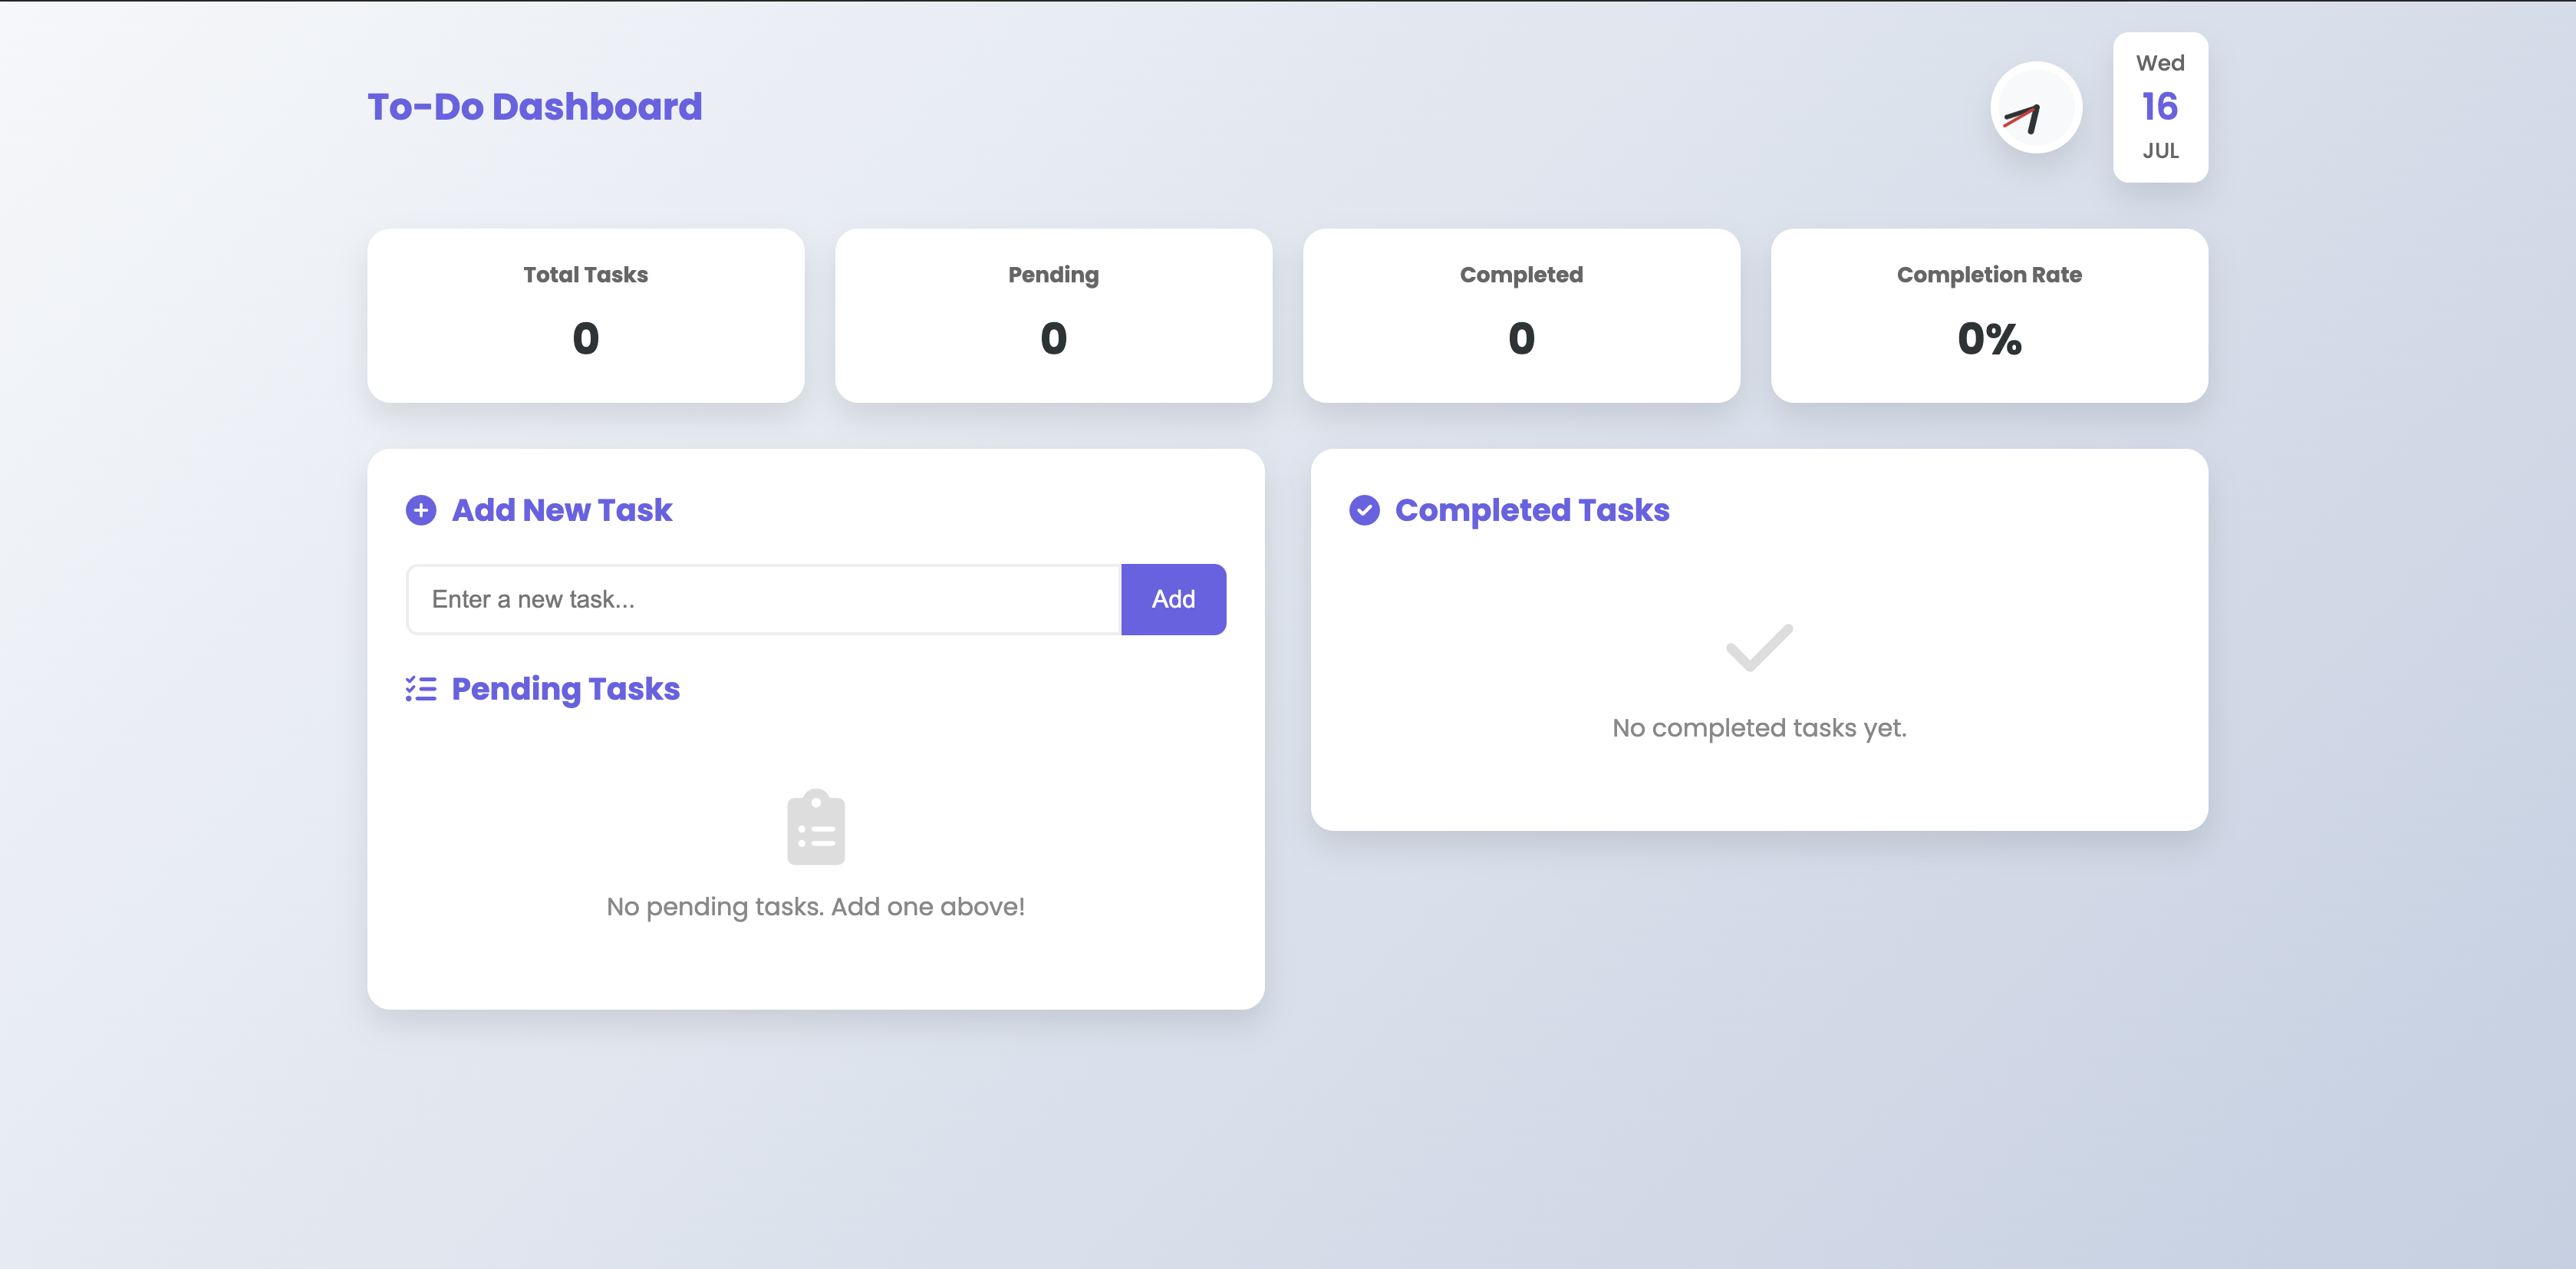 To-Do Dashboard
Wed
16
JUL
Total Tasks
0
Pending
0
Completed
0
Completion Rate
0%
Add New Task
Enter a new task...
Add
Pending Tasks
No pending tasks. Add one above!
Completed Tasks
No completed tasks yet.